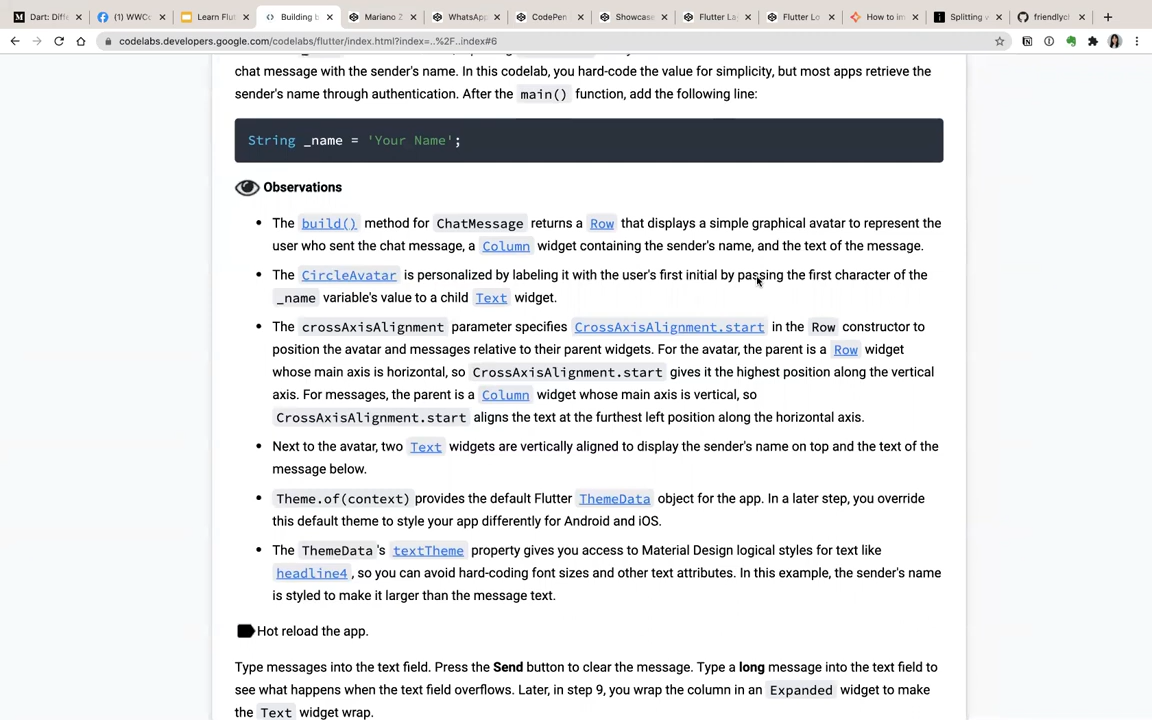 Dart: Diffe
(1) WWCo
Learn Flut
Building b
Mariano Z
WhatsApp
CodePen
Showcase
Flutter La
Flutter Lo
How to im
Splitting v
friendlycl
codelabs.developers.google.com/codelabs/flutter/index.html?index=..%2F..index#6
chat message with the sender's name. In this codelab, you hard-code the value for simplicity, but most apps retrieve the
sender's name through authentication. After the main() function, add the following line:
String _name = 'Your Name';
Observations
• The build() method for ChatMessage returns a Row that displays a simple graphical avatar to represent the
user who sent the chat message, a Column widget containing the sender's name, and the text of the message.
• The CircleAvatar is personalized by labeling it with the user's first initial by passing the first character of the
_name variable's value to a child Text widget.
• The crossAxisAlignment parameter specifies CrossAxisAlignment.start in the Row constructor to
position the avatar and messages relative to their parent widgets. For the avatar, the parent is a Row widget
whose main axis is horizontal, so CrossAxisAlignment.start gives it the highest position along the vertical
axis. For messages, the parent is a Column widget whose main axis is vertical, so
CrossAxisAlignment.start aligns the text at the furthest left position along the horizontal axis.
• Next to the avatar, two Text widgets are vertically aligned to display the sender's name on top and the text of the
message below.
• Theme.of(context) provides the default Flutter ThemeData object for the app. In a later step, you override
this default theme to style your app differently for Android and iOS.
• The ThemeData's textTheme property gives you access to Material Design logical styles for text like
headline4, so you can avoid hard-coding font sizes and other text attributes. In this example, the sender's name
is styled to make it larger than the message text.
Hot reload the app.
Type messages into the text field. Press the Send button to clear the message. Type a long message into the text field to
see what happens when the text field overflows. Later, in step 9, you wrap the column in an Expanded widget to make
the Text widget wrap.